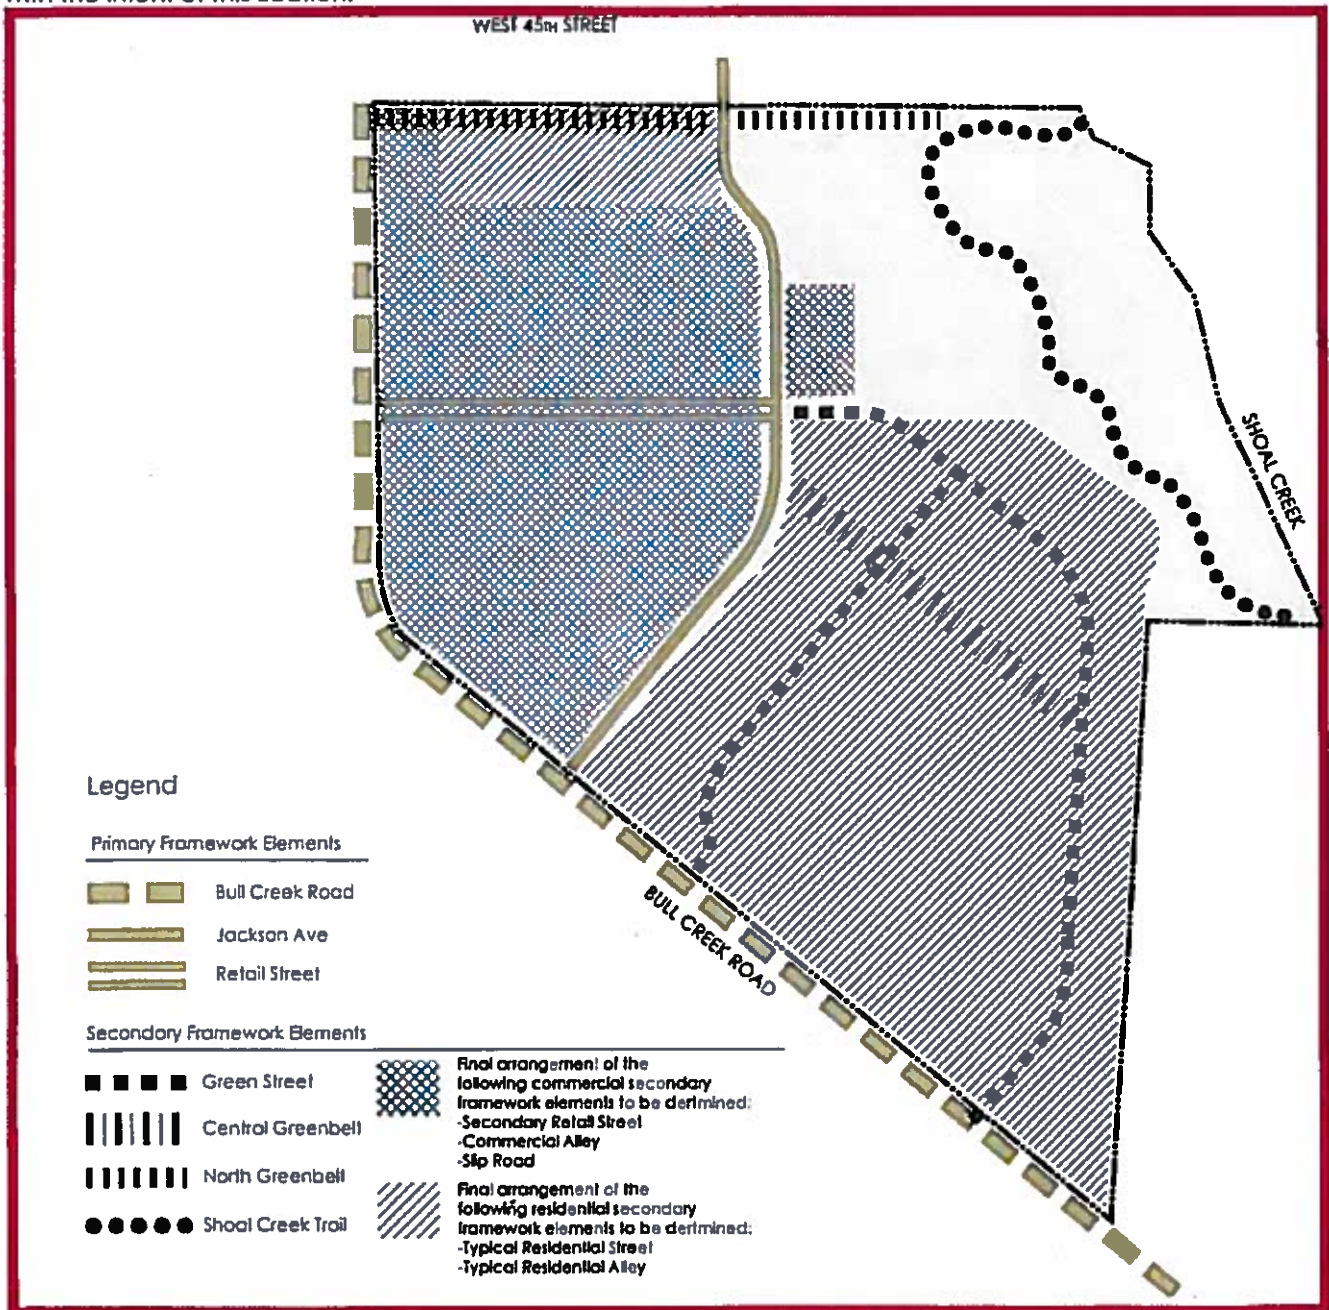 WEST 45TH STREET
SHOAL CREEK
BULL CREEK ROAD
Legend
Primary Framework Elements
Bull Creek Road
Jackson Ave
Retail Street
Secondary Framework Elements
Green Street
Central Greenbelt
North Greenbelt
Shoal Creek Trail
Final arrangement of the
following commercial secondary
framework elements to be dertmined:
-Secondary Retail Street
-Commercial Alley
-Slip Road
Final arrangement of the
following residential secondary
framework elements to be dertmined:
-Typical Residential Street
-Typical Residential Alley